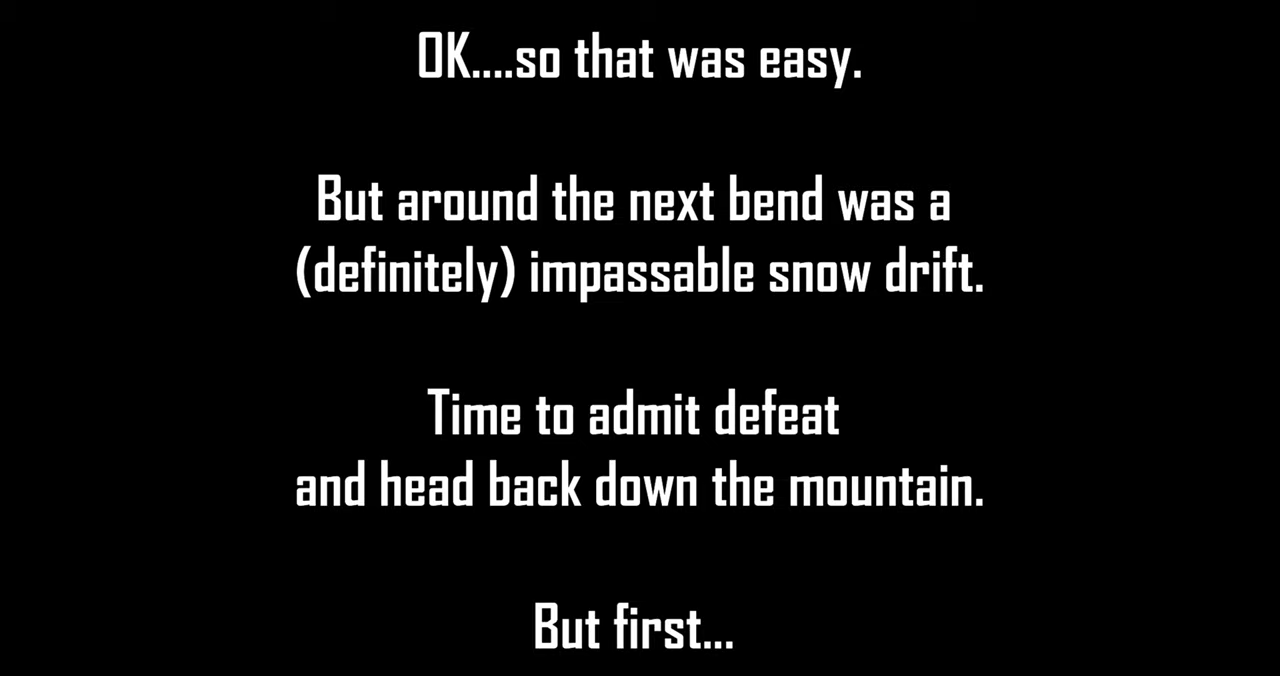 OK....so that was easy.
But around the next bend was a
(definitely) impassable snow drift.
Time to admit defeat
and head back down the mountain.
But first...